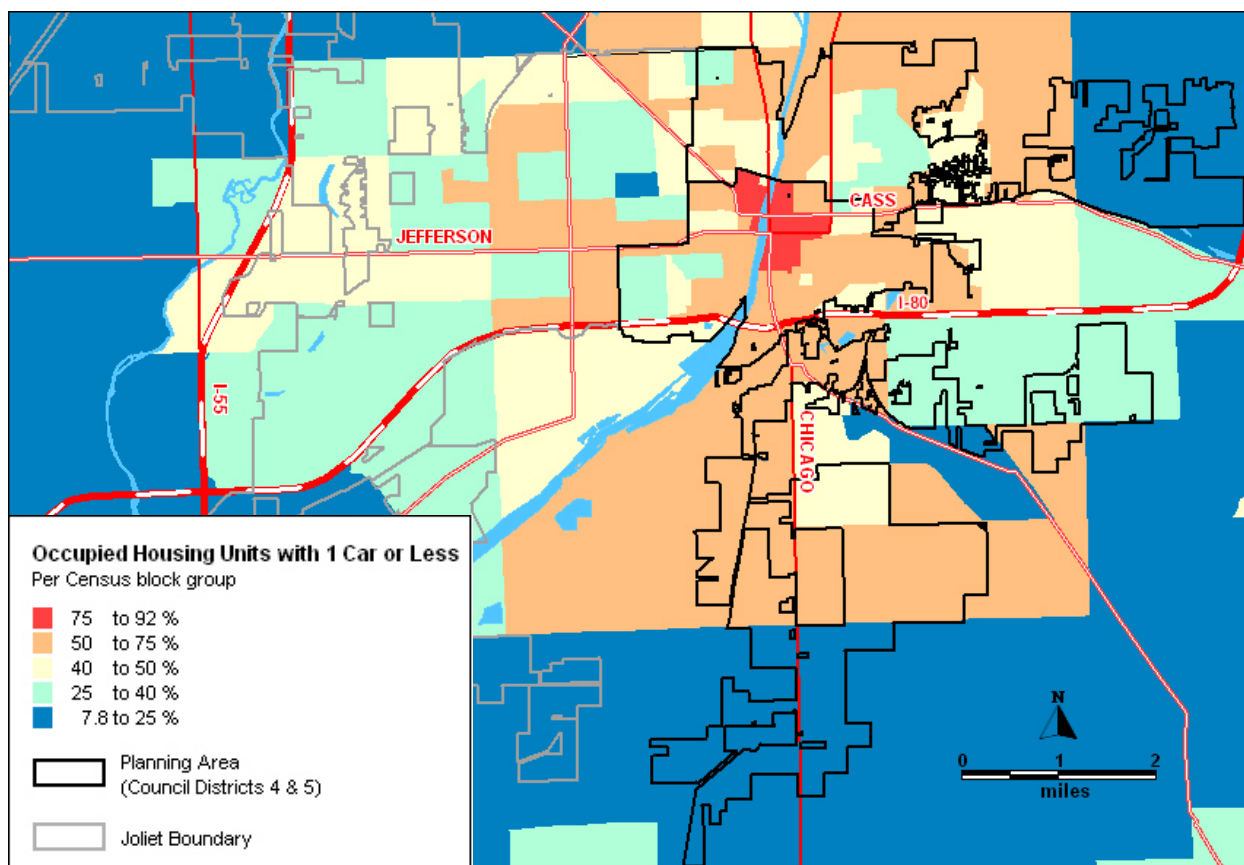 CASS
JEFFERSON
I-80
I-55
CHICAGO
Occupied Housing Units with 1 Car or Less
Per Census block group
75 to 92 %
50 to 75 %
40 to 50 %
25 to 40 %
7.8 to 25 %
Planning Area
(Council Districts 4 & 5)
Joliet Boundary
N
0 1 2
miles